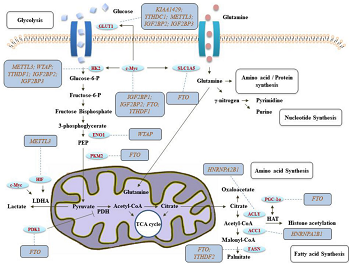 Glycolysis
Glucose
GLUT1
KIAA1429;
YTHDC1; METTL3;
IGF2BP2; IGF2BP3
Glutamine
METTL3; WTAP;
YTHDF1; IGF2BP2;
IGF2BP3
HK2
c-Myc
SLC1A5
Glucose-6-P
Fructose-6-P
Fructose Bisphosphate
3-phosphoglycerate
PEP
IGF2BP1;
IGF2BP2; FTO;
YTHDF1
FTO
Glutamine
Amino acid / Protein
synthesis
γ-nitrogen
Pyrimidine
Purine
Nucleotide Synthesis
ENO1
WTAP
PKM2
FTO
METTL3
HIF
c-Myc
LDHA
Lactate
Pyruvate
PDH
Acetyl-CoA
Citrate
Glutamine
TCA cycle
PDK1
FTO
HNRNPA2B1
Amino acid Synthesis
Oxaloacetate
Citrate
ACLY
Acetyl-CoA
ACC1
Malonyl-CoA
FASN
Palmitate
PGC-1α
FTO
HAT
Histone acetylation
HNRNPA2B1
FTO;
YTHDF2
Fatty acid Synthesis